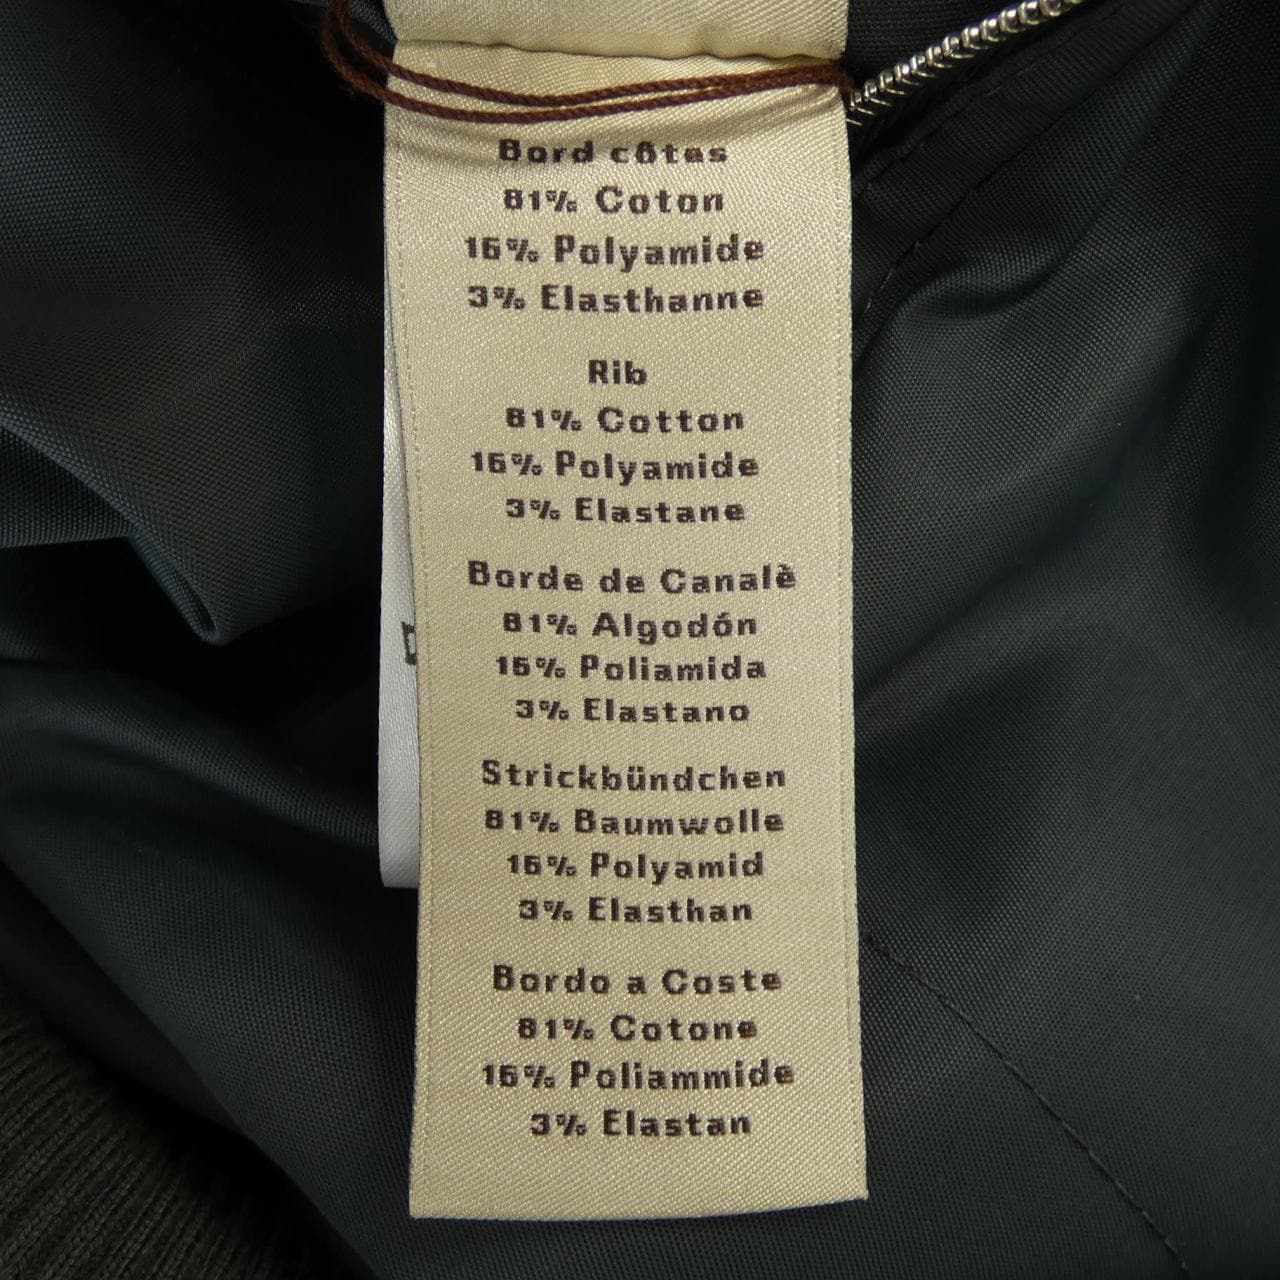 Bord côtes
81% Coton
16% Polyamide
3% Elasthanne
Rib
81% Cotton
16% Polyamide
3% Elastane
Borde de Canalè
81% Algodón
16% Poliamida
3% Elastano
Strickbündchen
81% Baumwolle
16% Polyamid
3% Elasthan
Bordo a Coste
81% Cotone
16% Poliammide
3% Elastan